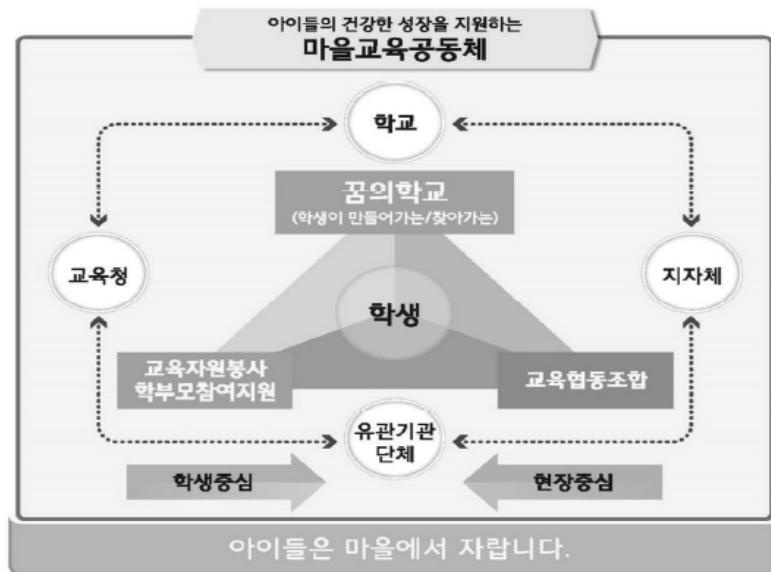 아이들의 건강한 성장을 지원하는
마을교육공동체
학교
꿈의학교
(학생이 만들어가는/찾아가는)
교육청
지자체
학생
교육자원봉사
학부모참여지원
교육협동조합
유관기관
단체
학생중심
현장중심
아이들은 마을에서 자랍니다.